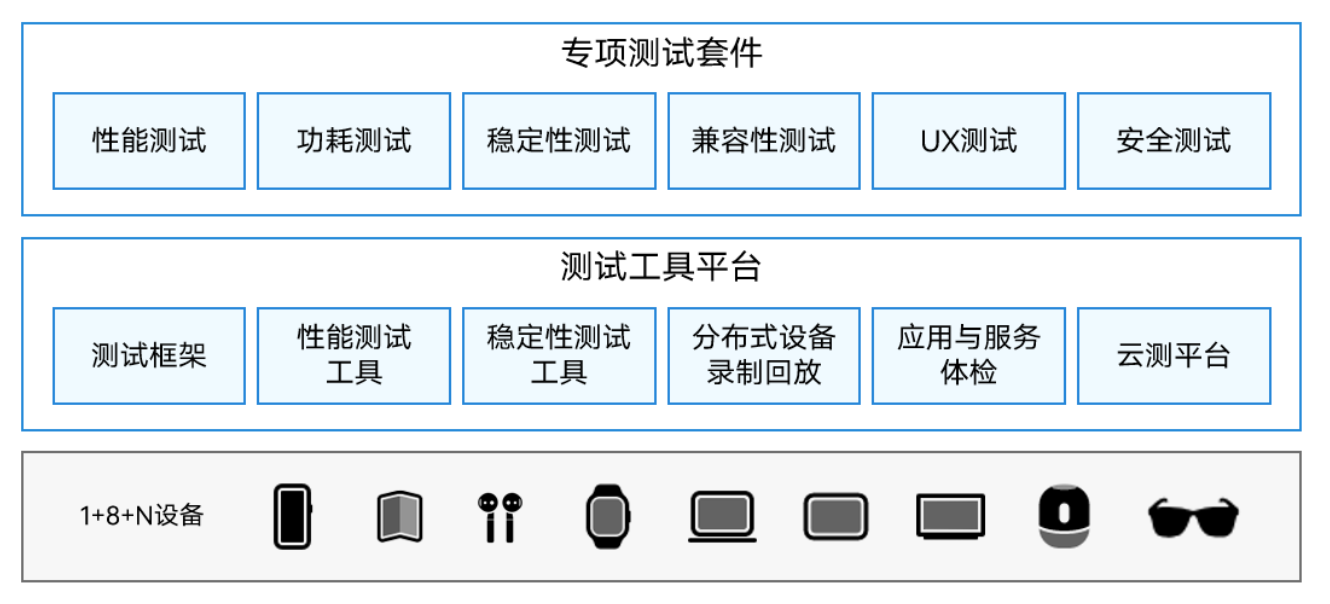 专项测试套件
性能测试
功耗测试
稳定性测试
兼容性测试
UX测试
安全测试
测试工具平台
测试框架
性能测试
工具
稳定性测试
工具
分布式设备
录制回放
应用与服务
体检
云测平台
1+8+N设备